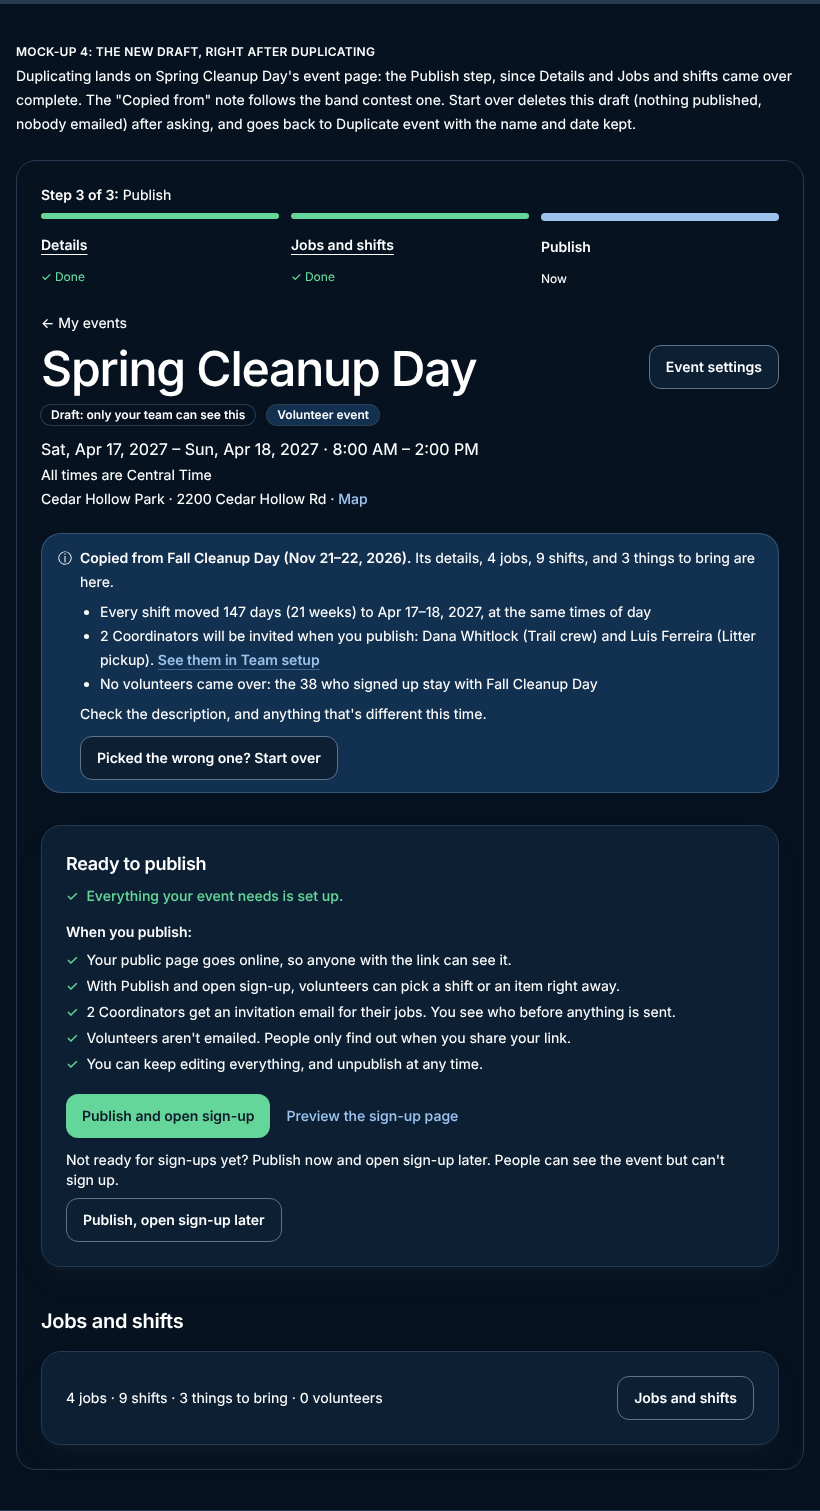 MOCK-UP 4: THE NEW DRAFT, RIGHT AFTER DUPLICATING
Duplicating lands on Spring Cleanup Day's event page: the Publish step, since Details and Jobs and shifts came over
complete. The "Copied from" note follows the band contest one. Start over deletes this draft (nothing published,
nobody emailed) after asking, and goes back to Duplicate event with the name and date kept.
Step 3 of 3: Publish
Details
Jobs and shifts
Publish
✓ Done
✓ Done
Now
← My events
Spring Cleanup Day
Event settings
Draft: only your team can see this
Volunteer event
Sat, Apr 17, 2027 – Sun, Apr 18, 2027 · 8:00 AM – 2:00 PM
All times are Central Time
Cedar Hollow Park · 2200 Cedar Hollow Rd · Map
ⓘ Copied from Fall Cleanup Day (Nov 21–22, 2026). Its details, 4 jobs, 9 shifts, and 3 things to bring are
here.
• Every shift moved 147 days (21 weeks) to Apr 17–18, 2027, at the same times of day
• 2 Coordinators will be invited when you publish: Dana Whitlock (Trail crew) and Luis Ferreira (Litter
pickup). See them in Team setup
• No volunteers came over: the 38 who signed up stay with Fall Cleanup Day
Check the description, and anything that's different this time.
Picked the wrong one? Start over
Ready to publish
✓ Everything your event needs is set up.
When you publish:
✓ Your public page goes online, so anyone with the link can see it.
✓ With Publish and open sign-up, volunteers can pick a shift or an item right away.
✓ 2 Coordinators get an invitation email for their jobs. You see who before anything is sent.
✓ Volunteers aren't emailed. People only find out when you share your link.
✓ You can keep editing everything, and unpublish at any time.
Publish and open sign-up
Preview the sign-up page
Not ready for sign-ups yet? Publish now and open sign-up later. People can see the event but can't
sign up.
Publish, open sign-up later
Jobs and shifts
4 jobs · 9 shifts · 3 things to bring · 0 volunteers
Jobs and shifts